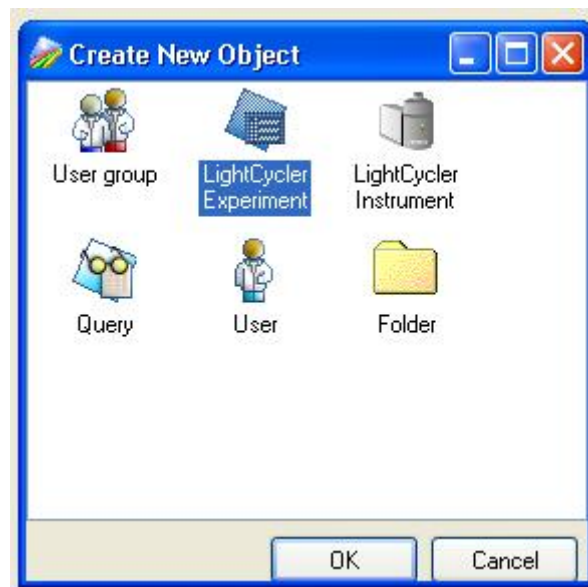 Create New Object
User group
LightCycler
Experiment
LightCycler
Instrument
Query
User
Folder
OK
Cancel